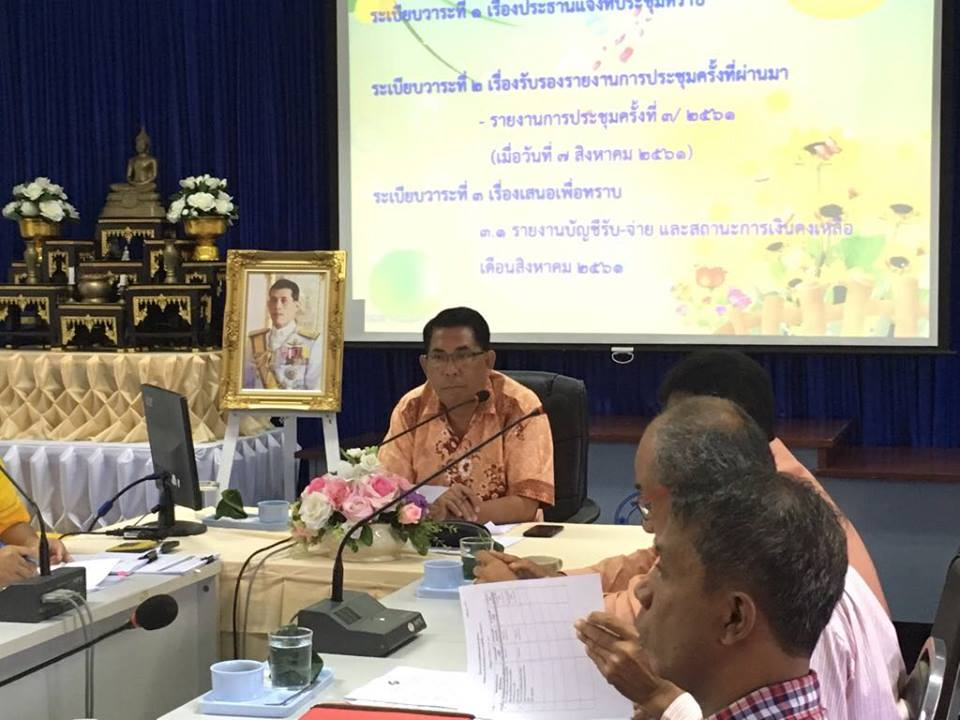 ระเบียบวาระที่ ๑ เรื่องประธานแจ้งที่ประชุมทราบ
ระเบียบวาระที่ ๒ เรื่องรับรองรายงานการประชุมครั้งที่ผ่านมา
- รายงานการประชุมครั้งที่ ๓/ ๒๕๖๑
(เมื่อวันที่ ๗ สิงหาคม ๒๕๖๑)
ระเบียบวาระที่ ๓ เรื่องเสนอเพื่อทราบ
๓.๑ รายงานบัญชีรับ-จ่าย และสถานะการเงินคงเหลือ
เดือนสิงหาคม ๒๕๖๑